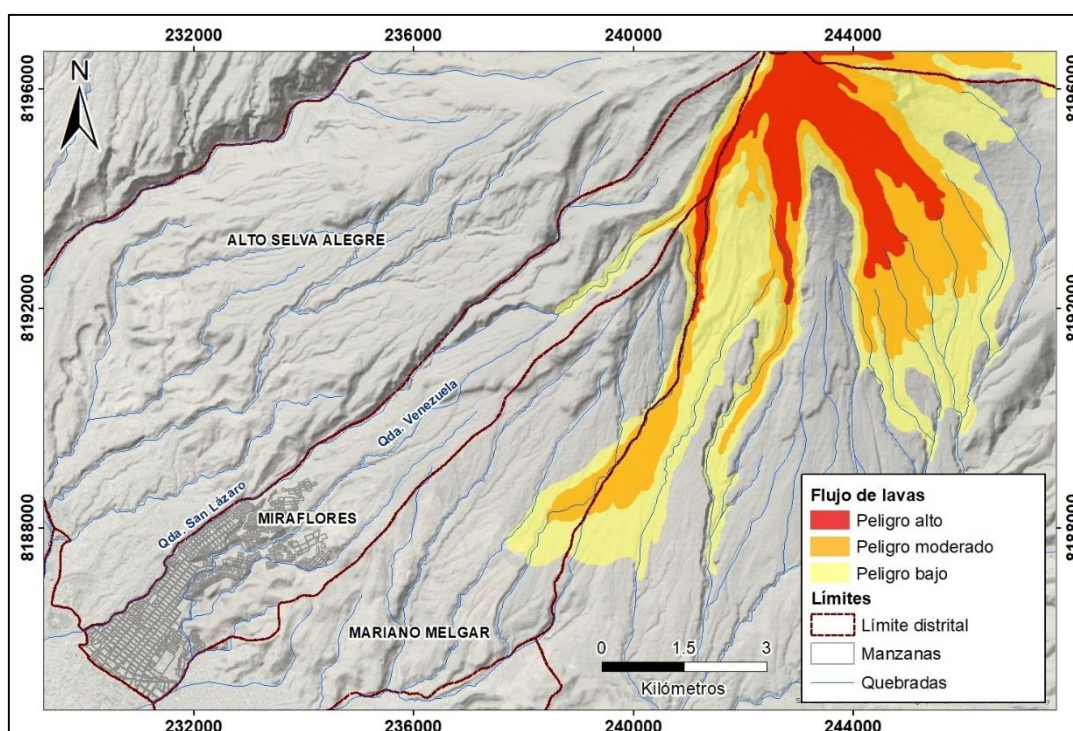 232000 236000 240000 244000
N
8196000
8196000
ALTO SELVA ALEGRE
8192000
8192000
Qda. Venezuela
Qda. San Lázaro
MIRAFLORES
8188000
8188000
MARIANO MELGAR
Flujo de lavas
Peligro alto
Peligro moderado
Peligro bajo
Límites
Límite distrital
Manzanas
Quebradas
0 1.5 3
Kilómetros
232000 236000 240000 244000